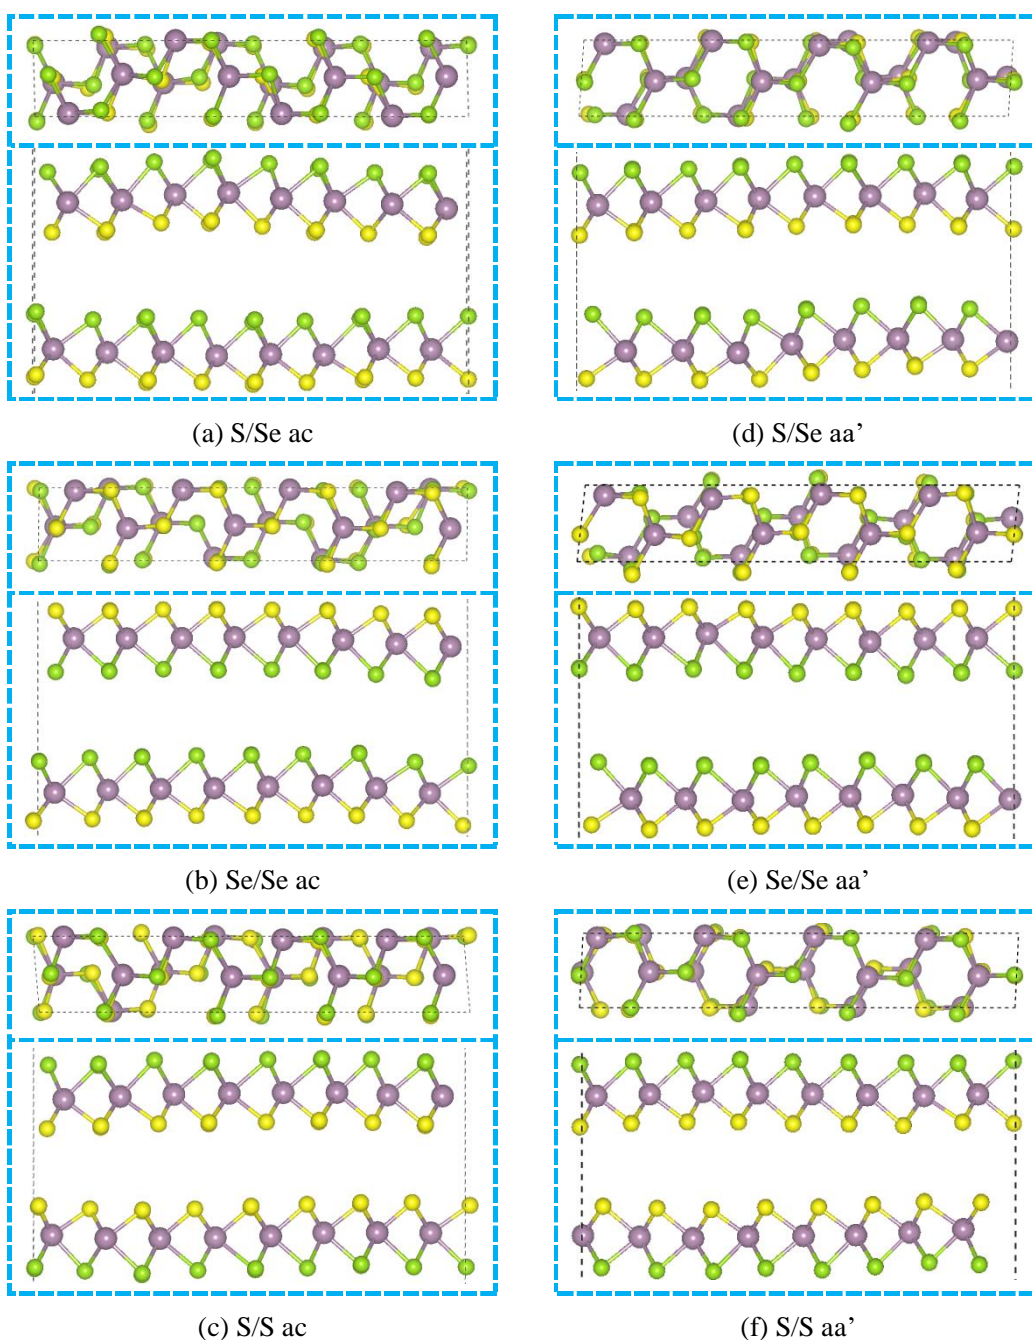 (a) S/Se ac
(d) S/Se aa’
(b) Se/Se ac
(e) Se/Se aa’
(c) S/S ac
(f) S/S aa’